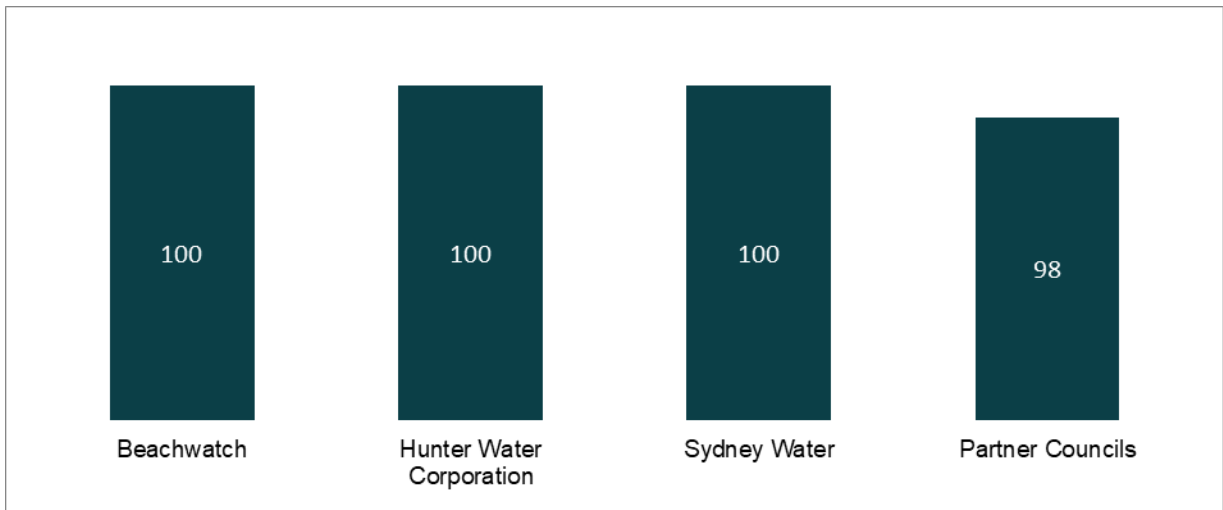 100
100
100
98
Beachwatch
Hunter Water
Corporation
Sydney Water
Partner Councils